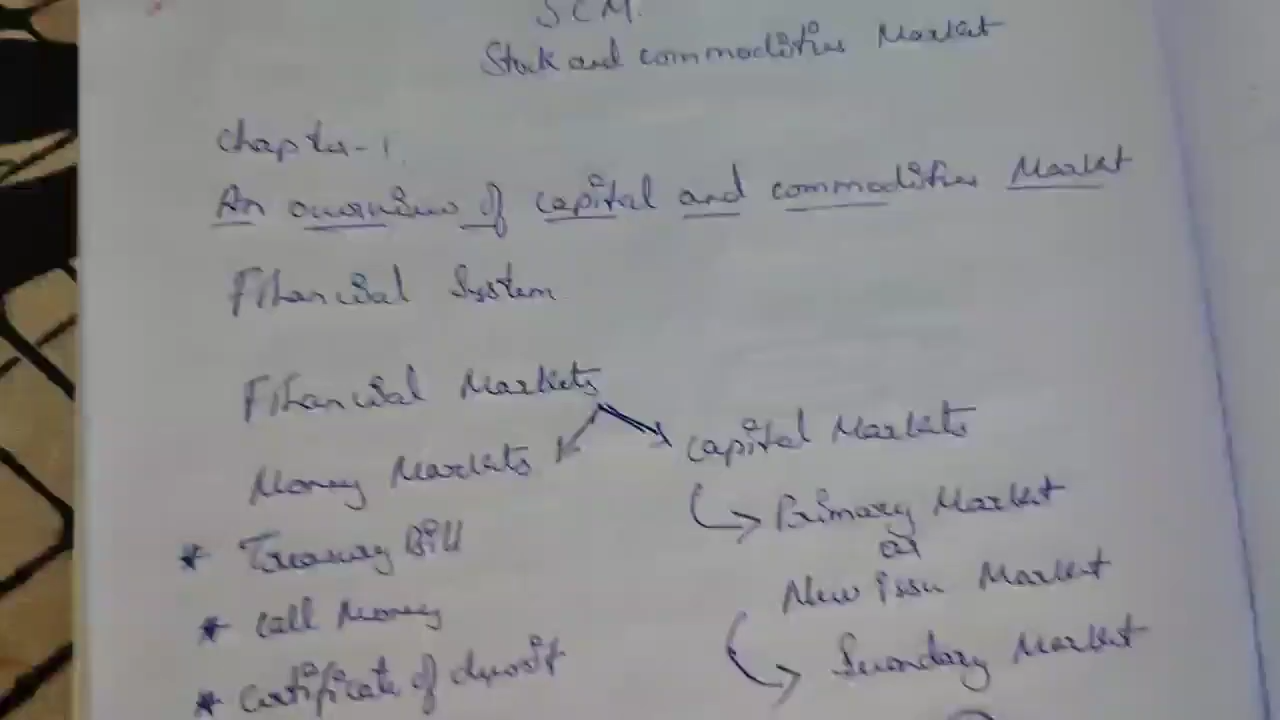 SCM.
Stock and commodities Market
Chapter-1.
An overview of capital and commodities Market
Financial System
Financial Markets
Money Markets
Capital Markets
Primary Market
or
New issue Market
Secondary Market
* Treasury Bill
* Call Money
* Certificate of deposit